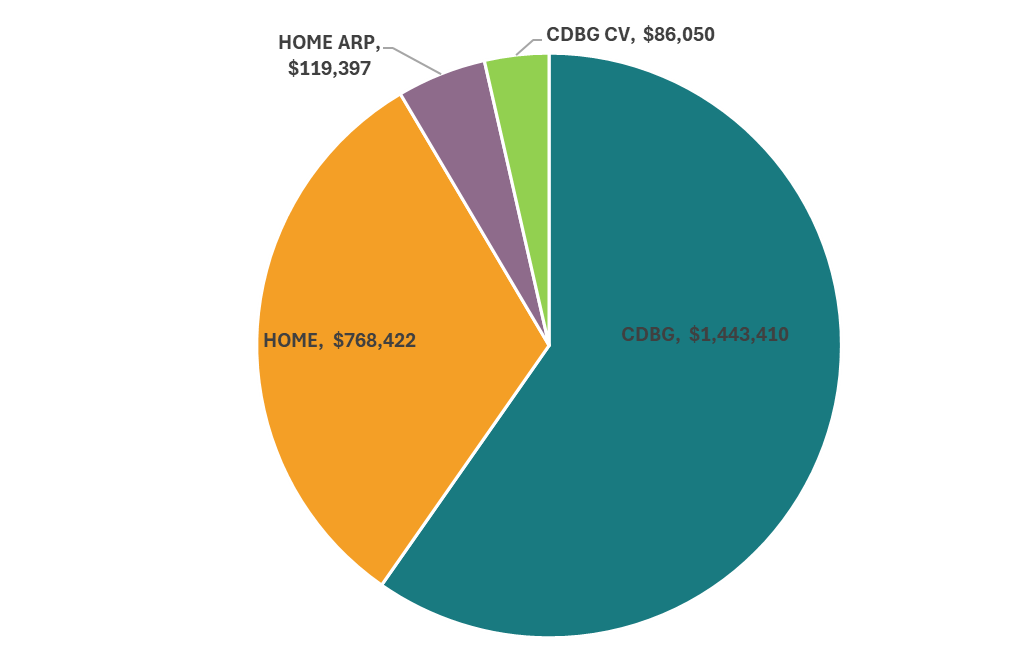 CDBG CV, $86,050
HOME ARP,
$119,397
CDBG, $1,443,410
HOME, $768,422